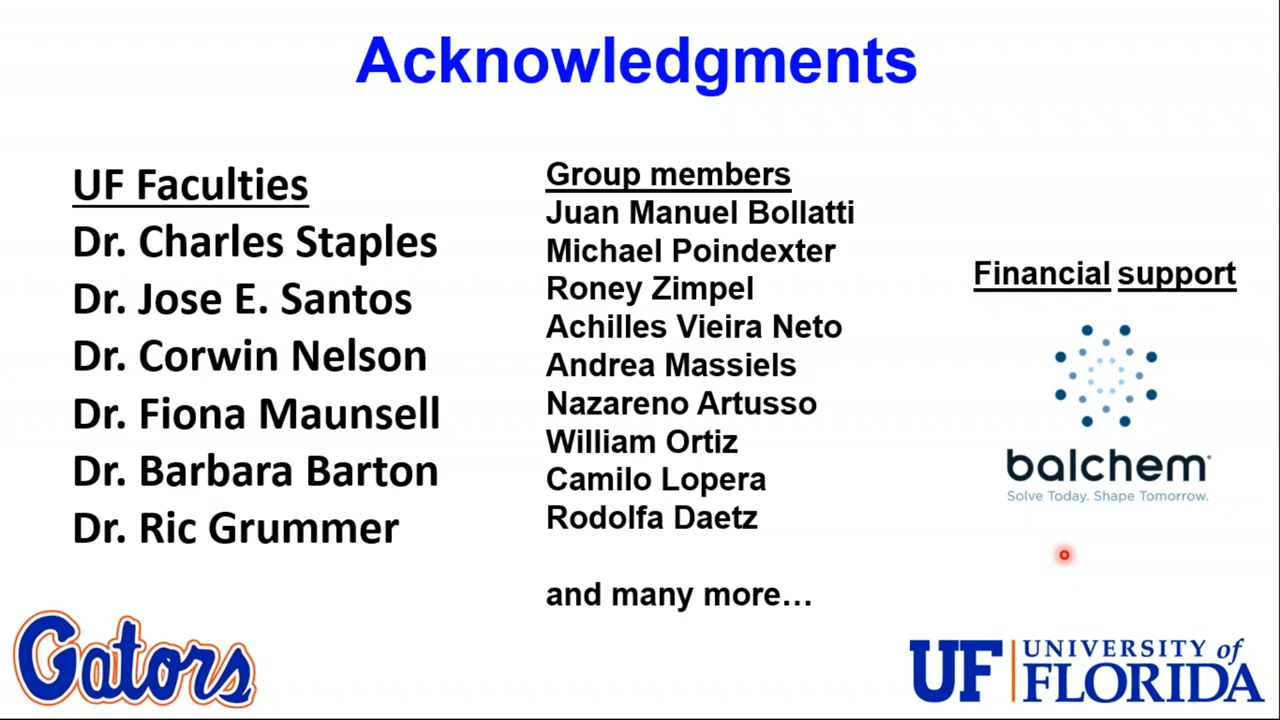 Acknowledgments
UF Faculties
Dr. Charles Staples
Dr. Jose E. Santos
Dr. Corwin Nelson
Dr. Fiona Maunsell
Dr. Barbara Barton
Dr. Ric Grummer
Group members
Juan Manuel Bollatti
Michael Poindexter
Roney Zimpel
Achilles Vieira Neto
Andrea Massiels
Nazareno Artusso
William Ortiz
Camilo Lopera
Rodolfa Daetz
and many more…
Financial support
balchem
Solve Today. Shape Tomorrow.
Gators
UF UNIVERSITY of
FLORIDA